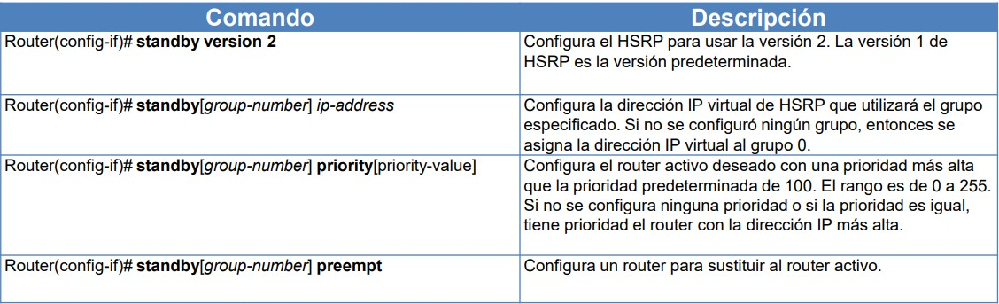 Comando
Descripción
Router(config-if)# standby version 2
Configura el HSRP para usar la versión 2. La versión 1 de
HSRP es la versión predeterminada.
Router(config-if)# standby[group-number] ip-address
Configura la dirección IP virtual de HSRP que utilizará el grupo
especificado. Si no se configuró ningún grupo, entonces se
asigna la dirección IP virtual al grupo 0.
Router(config-if)# standby[group-number] priority[priority-value]
Configura el router activo deseado con una prioridad más alta
que la prioridad predeterminada de 100. El rango es de 0 a 255.
Si no se configura ninguna prioridad o si la prioridad es igual,
tiene prioridad el router con la dirección IP más alta.
Router(config-if)# standby[group-number] preempt
Configura un router para sustituir al router activo.